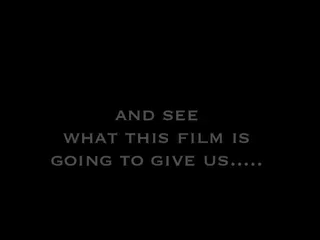 AND SEE
WHAT THIS FILM IS
GOING TO GIVE US.....